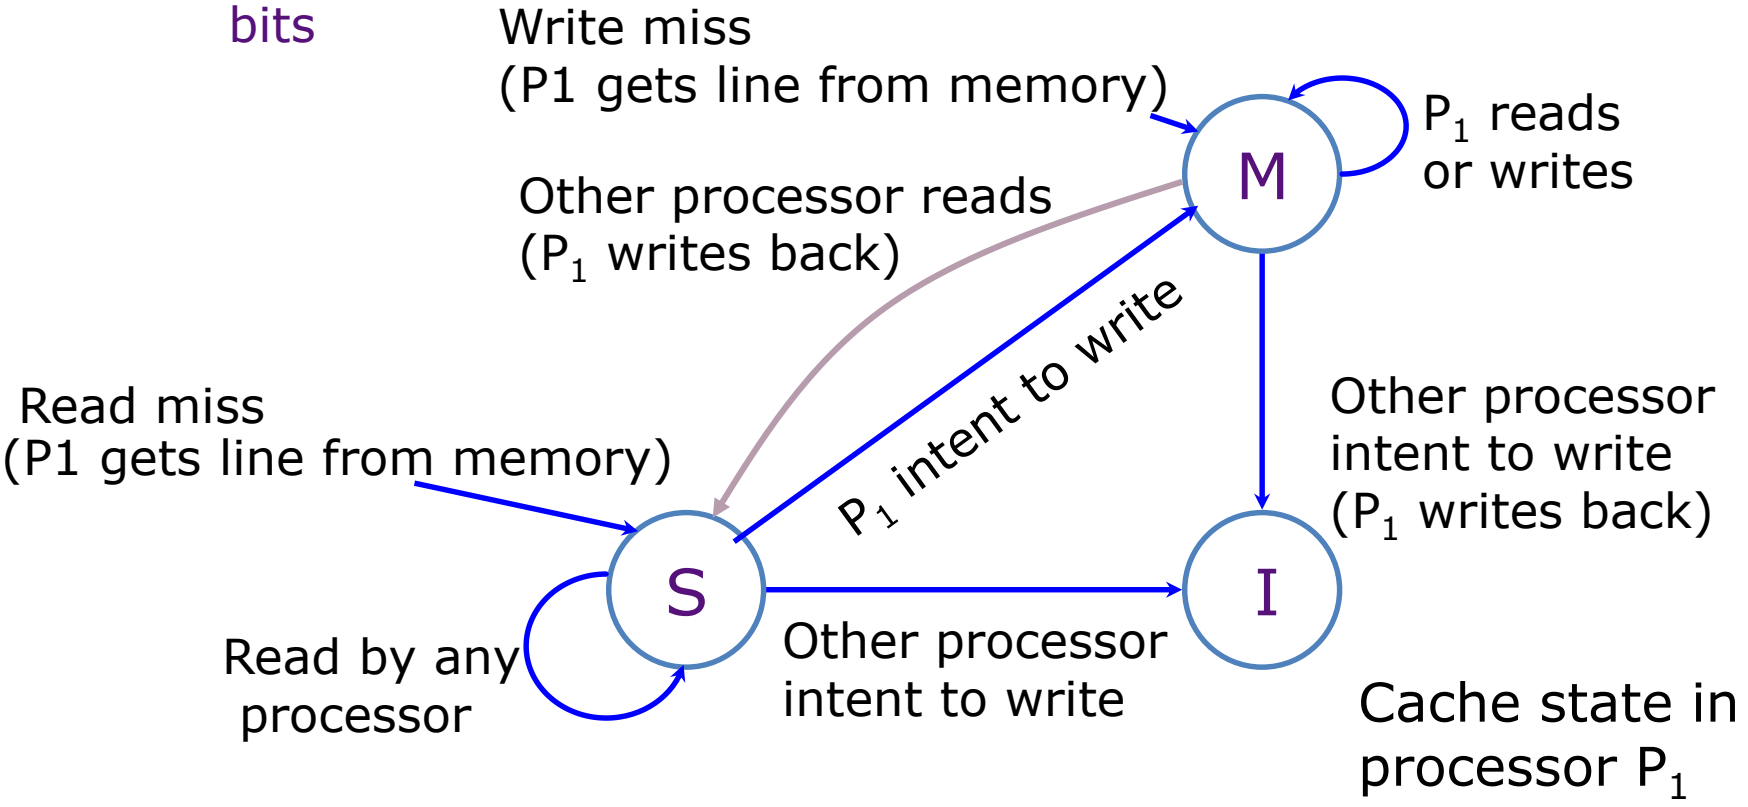 bits
Write miss
(P1 gets line from memory)
P1 reads
or writes
M
Other processor reads
(P1 writes back)
P1 intent to write
Read miss
(P1 gets line from memory)
Other processor
intent to write
(P1 writes back)
S
I
Read by any
processor
Other processor
intent to write
Cache state in
processor P1